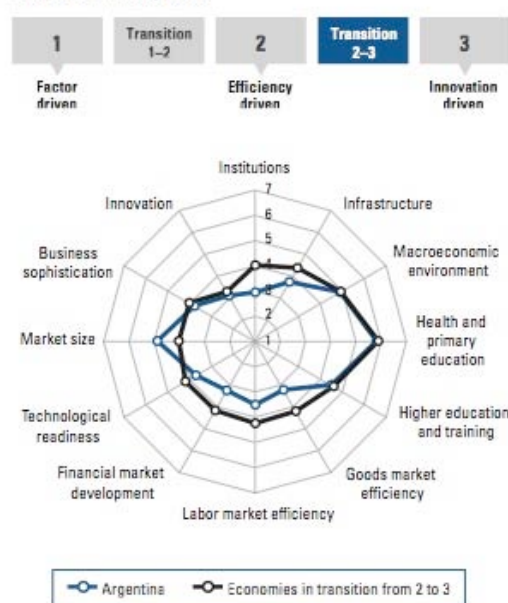 1
Transition
1–2
2
Transition
2–3
3
Factor
driven
Efficiency
driven
Innovation
driven
Institutions
7
Innovation
6
Infrastructure
5
Business
sophistication
4
Macroeconomic
environment
3
2
Market size
1
Health and
primary
education
Technological
readiness
Higher education
and training
Financial market
development
Goods market
efficiency
Labor market efficiency
Argentina
Economies in transition from 2 to 3